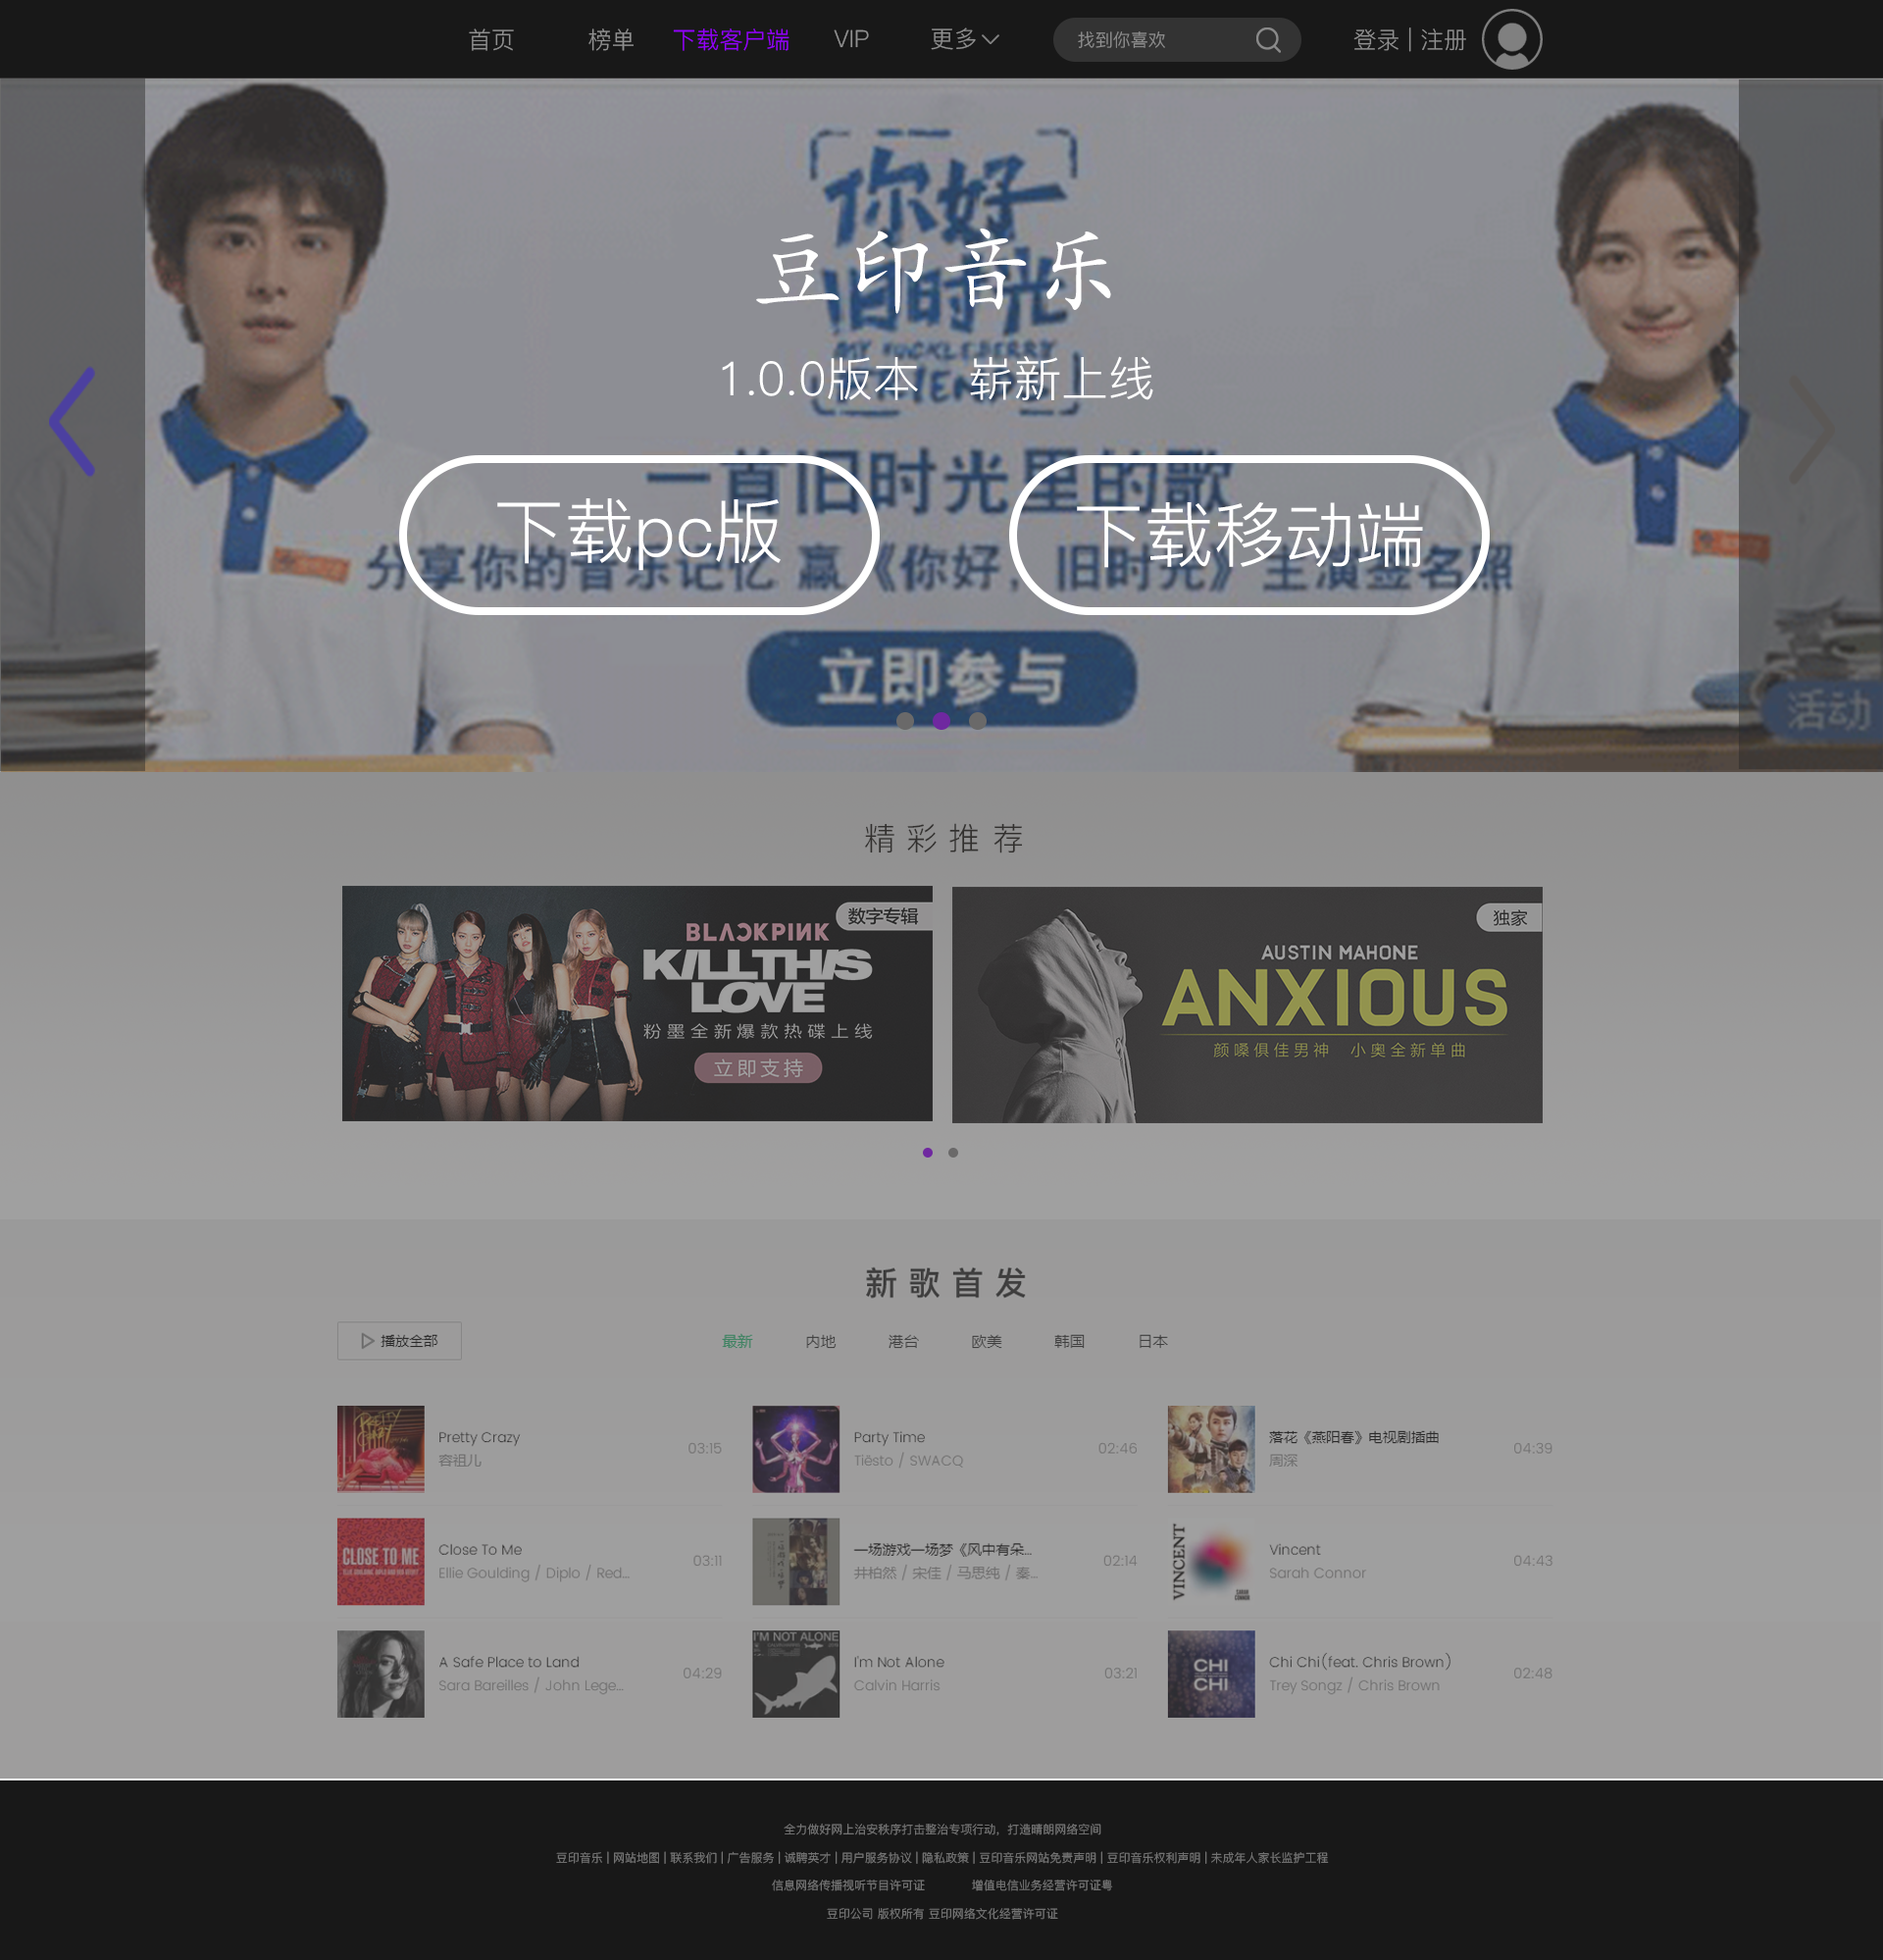 首页 榜单 下载客户端 VIP 更多 找到你喜欢 登录 | 注册
你好
旧时光
豆印音乐
1.0.0版本 崭新上线
一首旧时光里的歌
下载pc版 下载移动端
分享你的音乐记忆 赢《你好，旧时光》主演签名照
立即参与
活动
精彩推荐
数字专辑
BLACKPINK
KILL THIS
LOVE
粉墨全新爆款热碟上线
立即支持
独家
AUSTIN MAHONE
ANXIOUS
颜嗓俱佳男神 小奥全新单曲
新歌首发
播放全部 最新 内地 港台 欧美 韩国 日本
PRETTY
CRAZY
Pretty Crazy
容祖儿
03:15
Party Time
Tiësto / SWACQ
02:46
落花《燕阳春》电视剧插曲
周深
04:39
CLOSE TO ME
Close To Me
Ellie Goulding / Diplo / Red...
03:11
一场游戏一场梦《风中有朵...
井柏然 / 宋佳 / 马思纯 / 秦...
02:14
VINCENT
SARAH
CONNOR
Vincent
Sarah Connor
04:43
A Safe Place to Land
Sara Bareilles / John Lege...
04:29
I'M NOT ALONE
I'm Not Alone
Calvin Harris
03:21
CHI
CHI
Chi Chi(feat. Chris Brown)
Trey Songz / Chris Brown
02:48
全力做好网上治安秩序打击整治专项行动，打造晴朗网络空间
豆印音乐 | 网站地图 | 联系我们 | 广告服务 | 诚聘英才 | 用户服务协议 | 隐私政策 | 豆印音乐网站免责声明 | 豆印音乐权利声明 | 未成年人家长监护工程
信息网络传播视听节目许可证 增值电信业务经营许可证粤
豆印公司 版权所有 豆印网络文化经营许可证